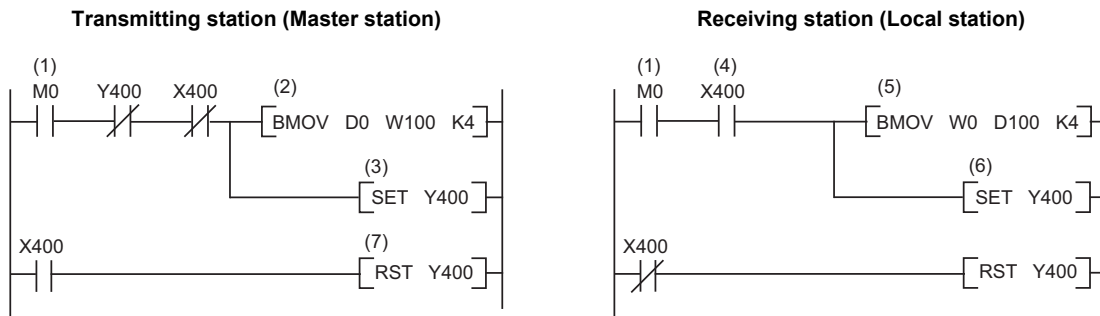 Transmitting station (Master station)
(1)
M0 Y400 X400
(2)
BMOV D0 W100 K4
(3)
SET Y400
X400
(7)
RST Y400
Receiving station (Local station)
(1) (4)
M0 X400
(5)
BMOV W0 D100 K4
(6)
SET Y400
X400
RST Y400